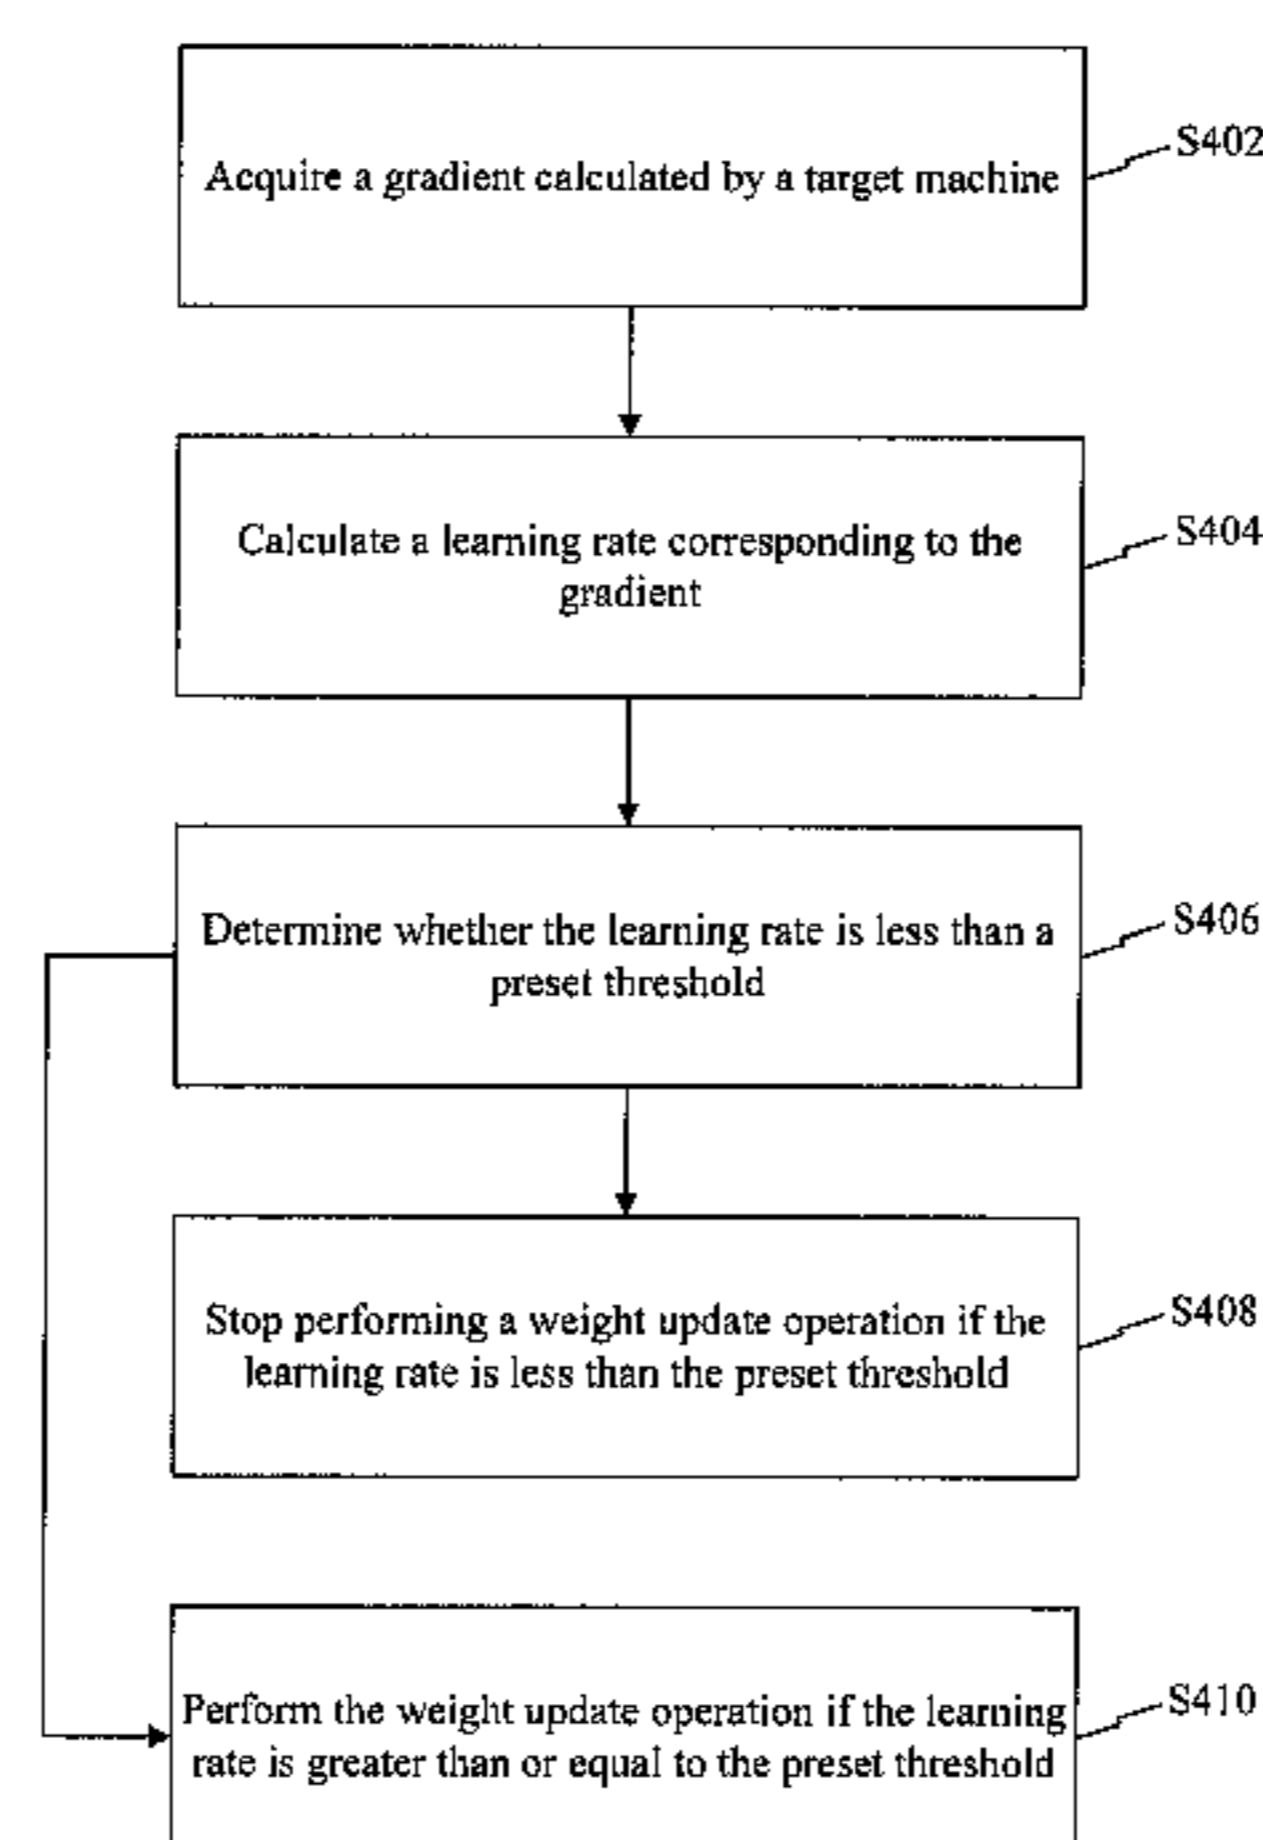 Acquire a gradient calculated by a target machine
S402
Calculate a learning rate corresponding to the
gradient
S404
Determine whether the learning rate is less than a
preset threshold
S406
Stop performing a weight update operation if the
learning rate is less than the preset threshold
S408
Perform the weight update operation if the learning
rate is greater than or equal to the preset threshold
S410